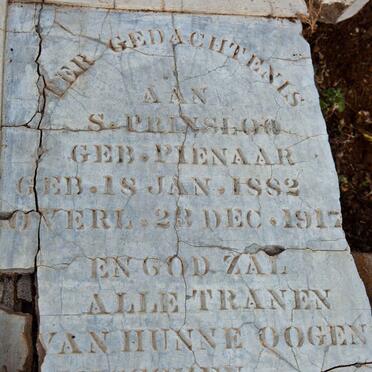 TER GEDACHTENIS
AAN
S. PRINSLOO
GEB. PIENAAR
GEB. 18 JAN. 1882
OVERL. 28 DEC. 1917
EN GOD ZAL
ALLE TRANEN
VAN HUNNE OOGEN